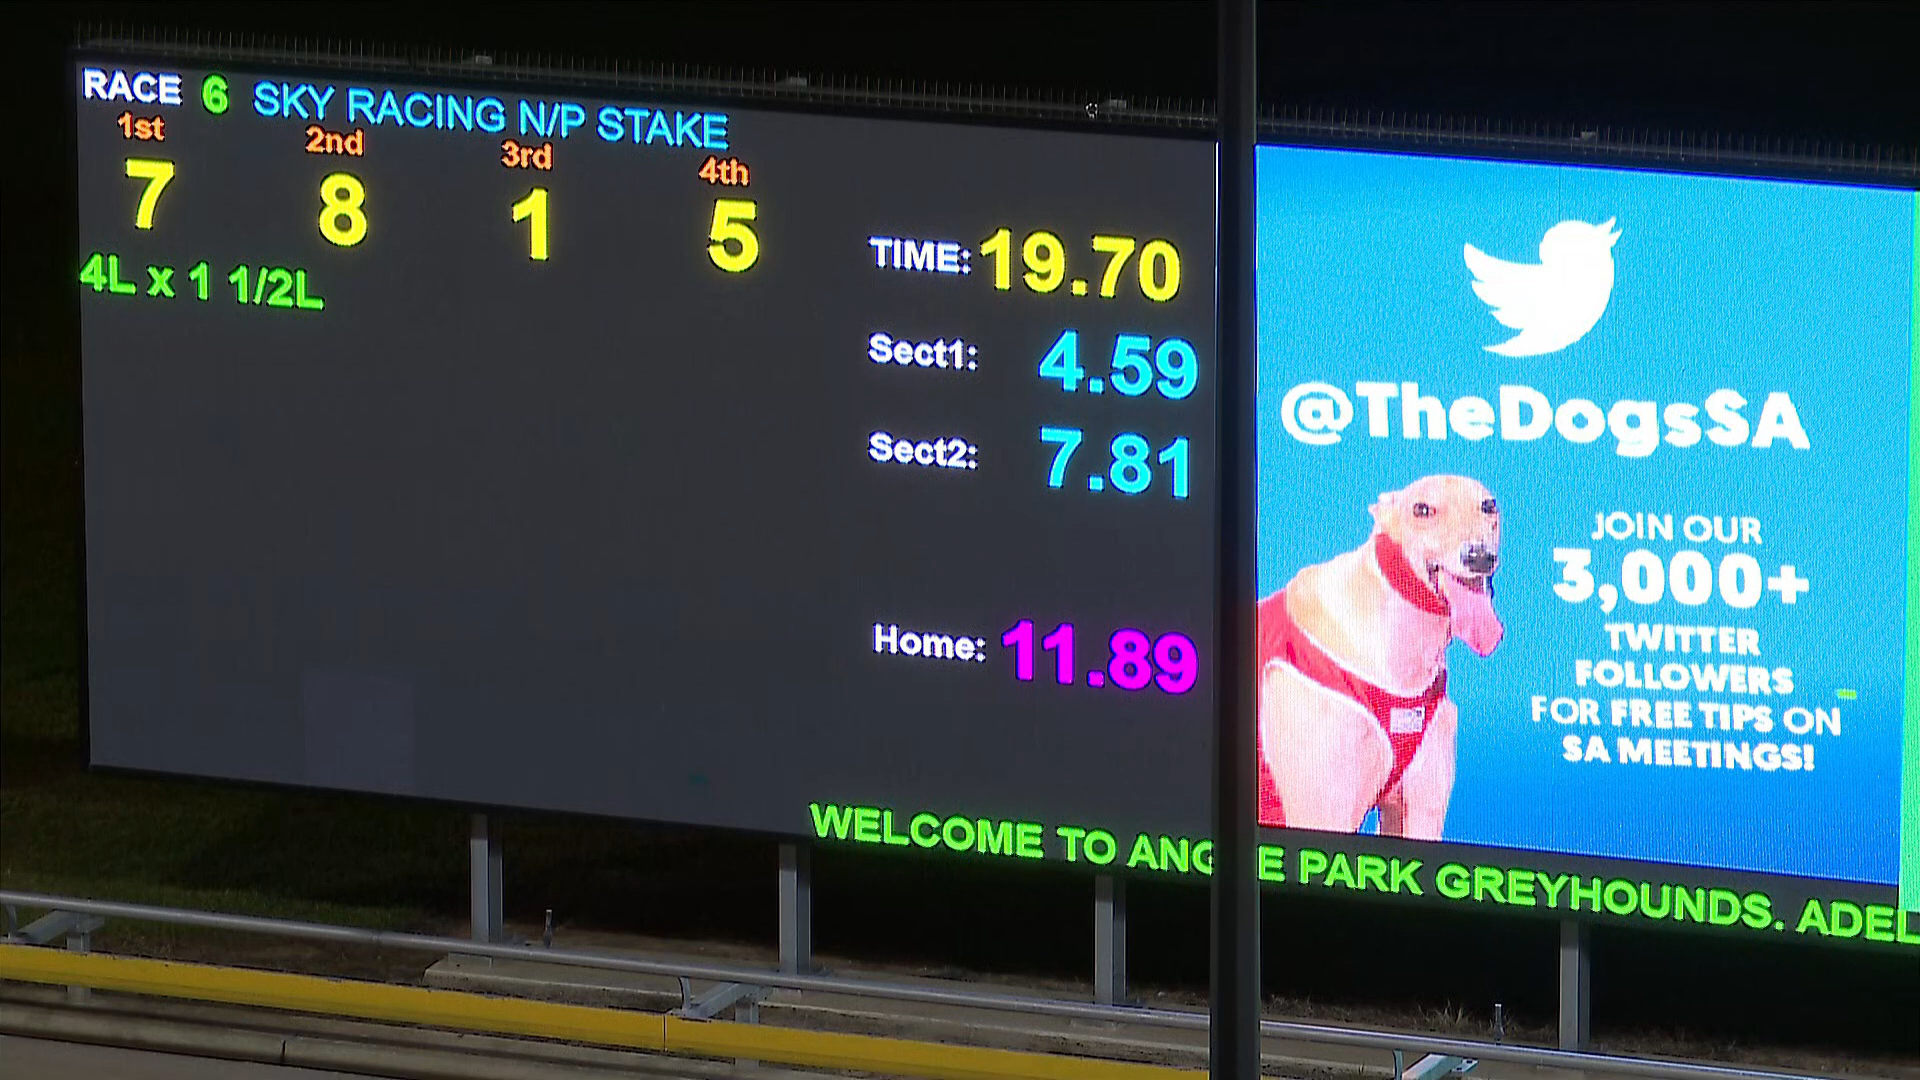 RACE 6 SKY RACING N/P STAKE
1st 2nd 3rd 4th
7 8 1 5
4L x 1 1/2L
TIME: 19.70
Sect1: 4.59
Sect2: 7.81
Home: 11.89
@TheDogsSA
JOIN OUR
3,000+
TWITTER
FOLLOWERS
FOR FREE TIPS ON
SA MEETINGS!
WELCOME TO ANG E PARK GREYHOUNDS. ADEL